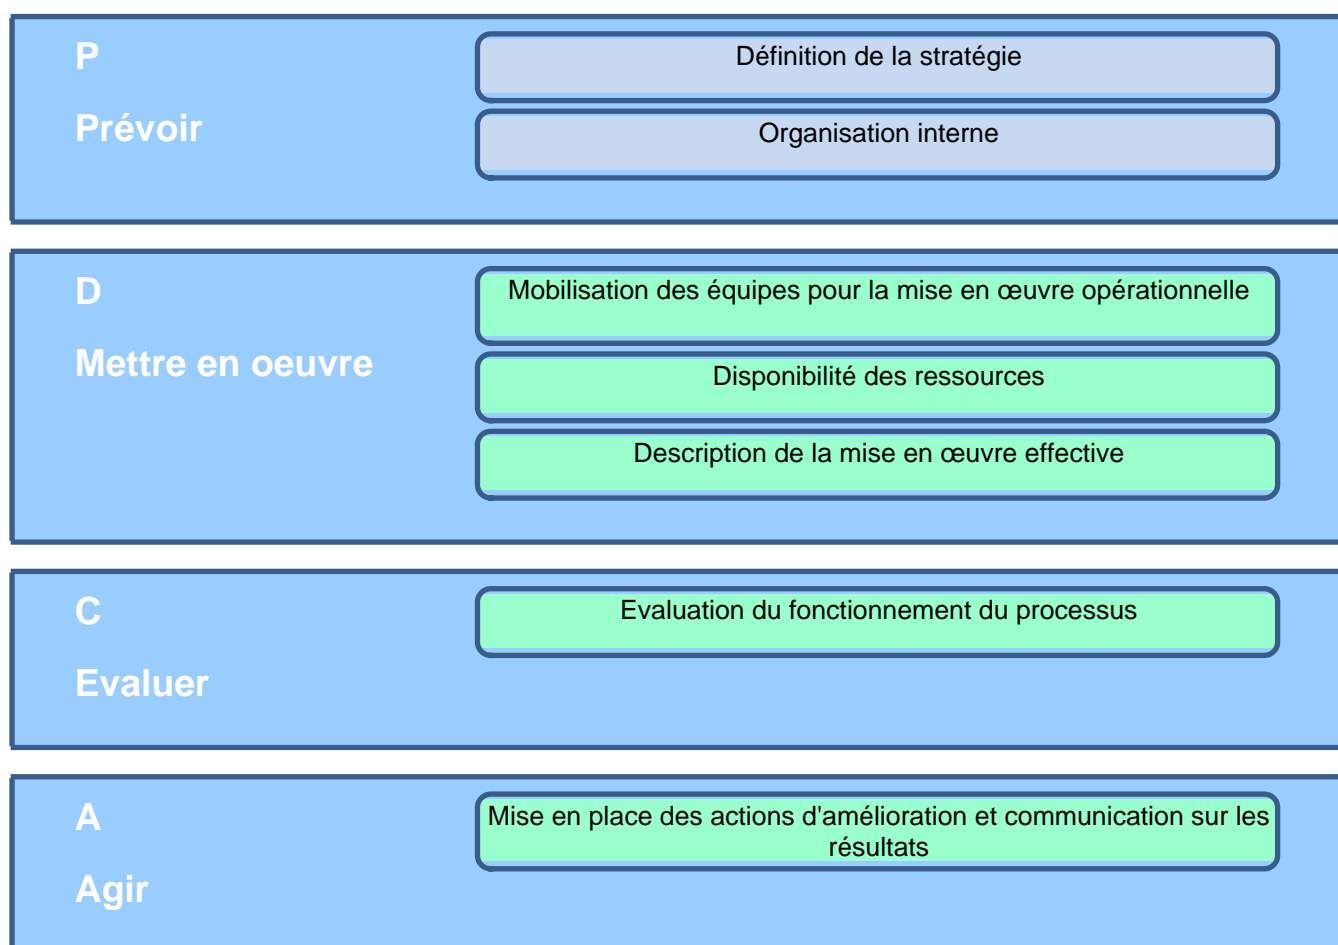 P
Prévoir
Définition de la stratégie
Organisation interne
D
Mettre en oeuvre
Mobilisation des équipes pour la mise en œuvre opérationnelle
Disponibilité des ressources
Description de la mise en œuvre effective
C
Evaluer
Evaluation du fonctionnement du processus
A
Agir
Mise en place des actions d'amélioration et communication sur les
résultats